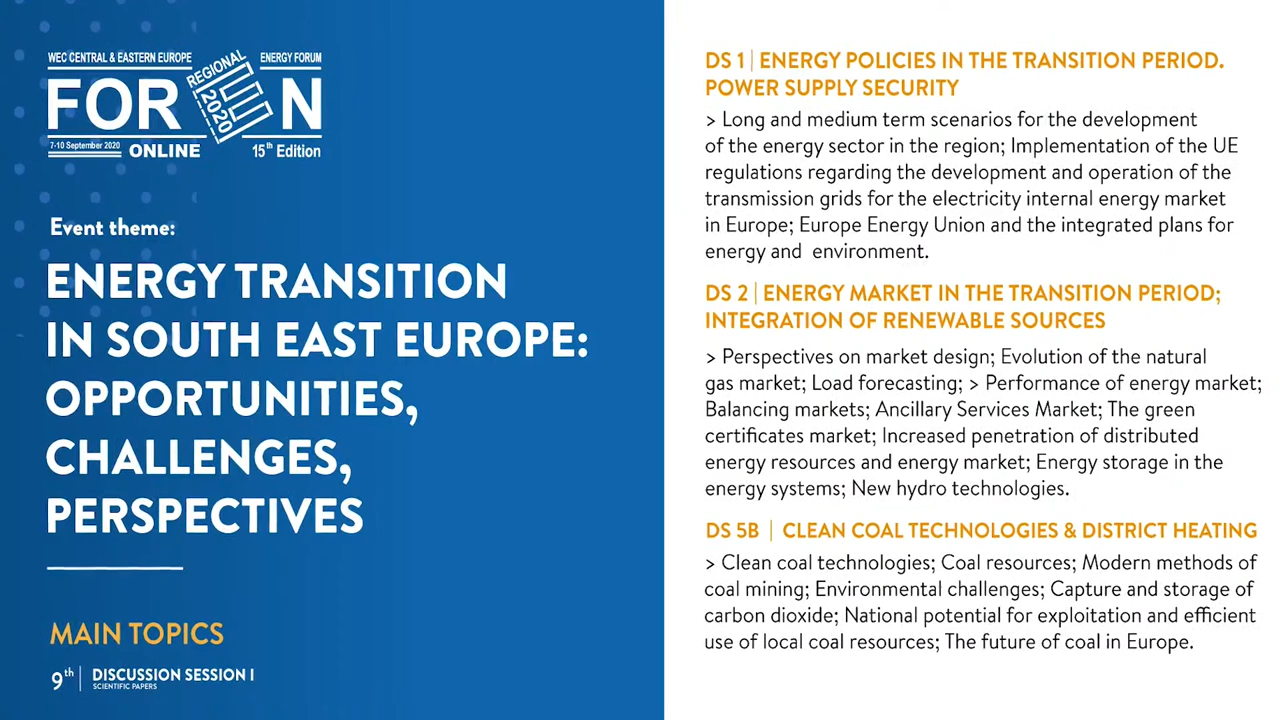 WEC CENTRAL & EASTERN EUROPE
REGIONAL
ENERGY FORUM
FOREN
2020
7-10 September 2020
ONLINE
15th Edition
Event theme:
ENERGY TRANSITION
IN SOUTH EAST EUROPE:
OPPORTUNITIES,
CHALLENGES,
PERSPECTIVES
MAIN TOPICS
9th | DISCUSSION SESSION I
SCIENTIFIC PAPERS
DS 1 | ENERGY POLICIES IN THE TRANSITION PERIOD.
POWER SUPPLY SECURITY
> Long and medium term scenarios for the development
of the energy sector in the region; Implementation of the UE
regulations regarding the development and operation of the
transmission grids for the electricity internal energy market
in Europe; Europe Energy Union and the integrated plans for
energy and environment.
DS 2 | ENERGY MARKET IN THE TRANSITION PERIOD;
INTEGRATION OF RENEWABLE SOURCES
> Perspectives on market design; Evolution of the natural
gas market; Load forecasting; > Performance of energy market;
Balancing markets; Ancillary Services Market; The green
certificates market; Increased penetration of distributed
energy resources and energy market; Energy storage in the
energy systems; New hydro technologies.
DS 5B | CLEAN COAL TECHNOLOGIES & DISTRICT HEATING
> Clean coal technologies; Coal resources; Modern methods of
coal mining; Environmental challenges; Capture and storage of
carbon dioxide; National potential for exploitation and efficient
use of local coal resources; The future of coal in Europe.